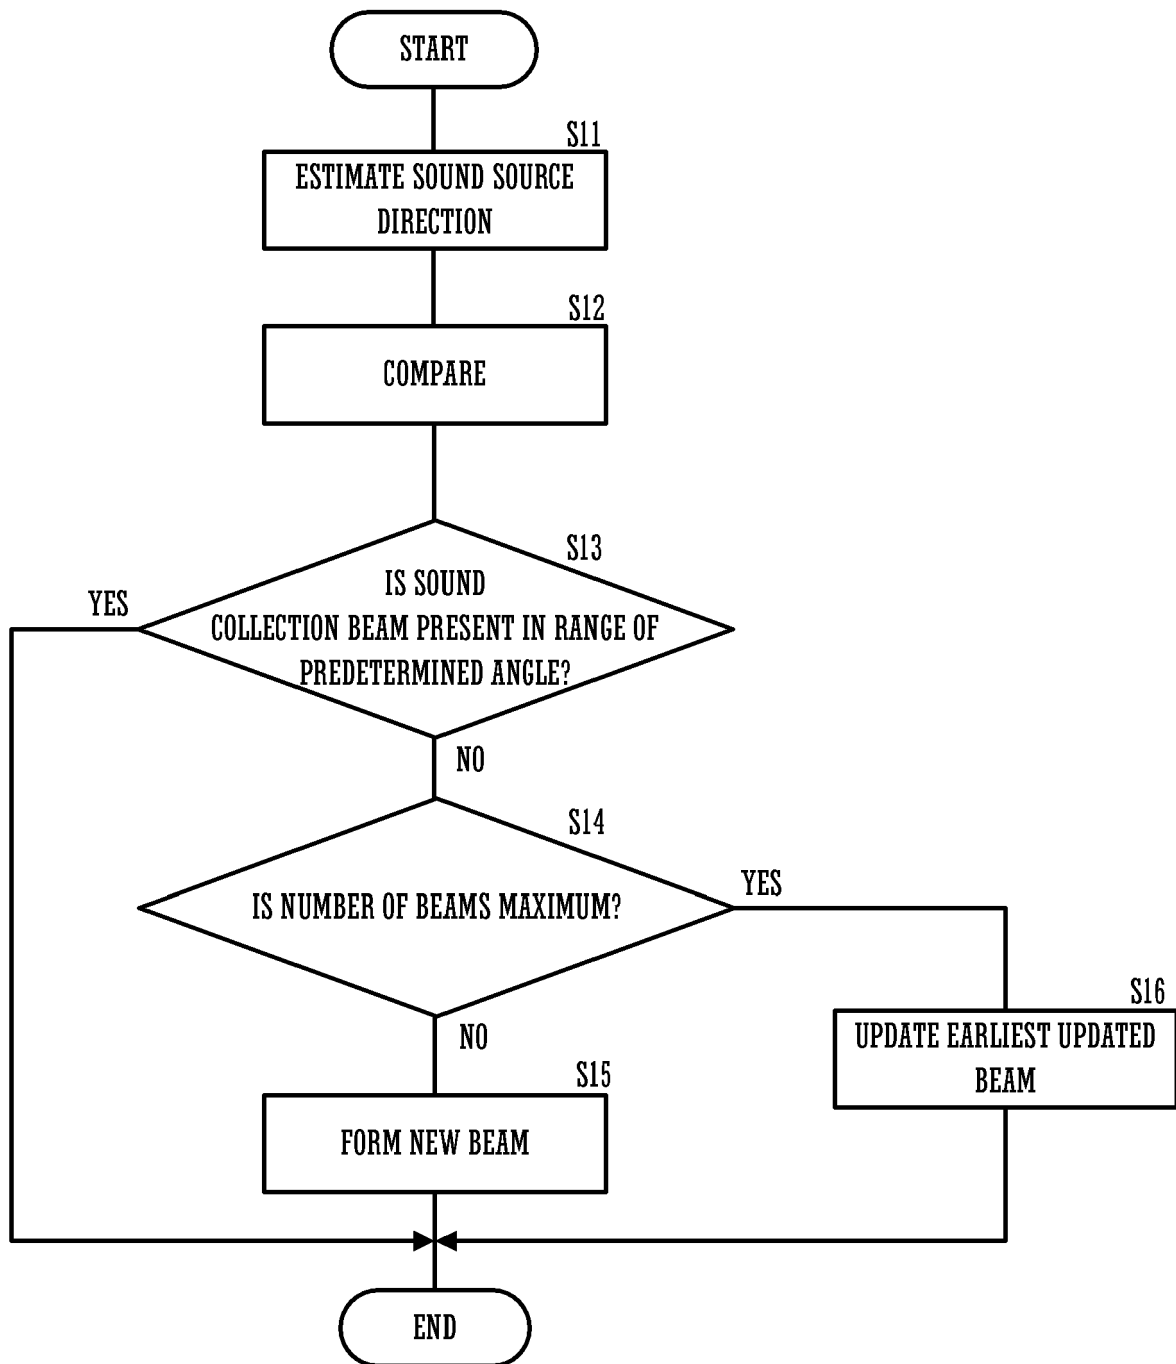 START
S11
ESTIMATE SOUND SOURCE
DIRECTION
S12
COMPARE
S13
IS SOUND
COLLECTION BEAM PRESENT IN RANGE OF
PREDETERMINED ANGLE?
YES
NO
S14
IS NUMBER OF BEAMS MAXIMUM?
YES
NO
S16
UPDATE EARLIEST UPDATED
BEAM
S15
FORM NEW BEAM
END